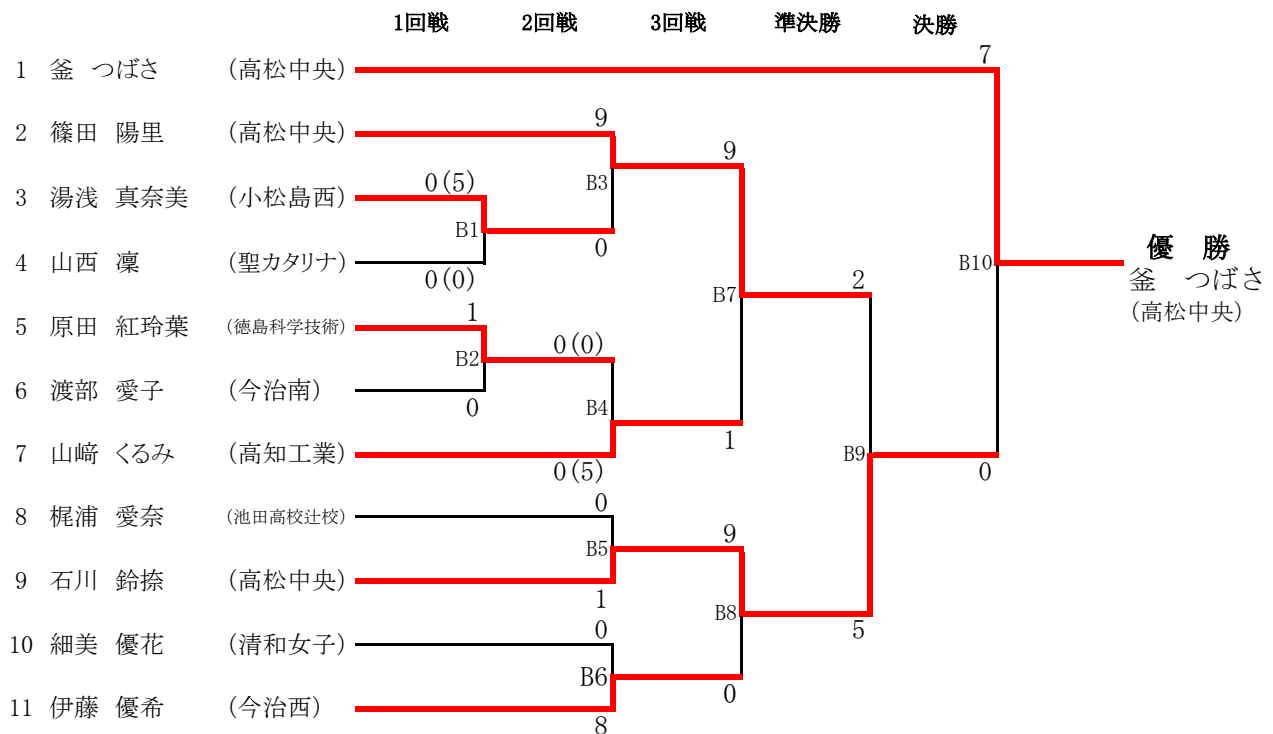 1回戦 2回戦 3回戦 準決勝 決勝
7
1 釜 つばさ (高松中央)
9
2 篠田 陽里 (高松中央)
9
B3
0(5)
3 湯浅 真奈美 (小松島西)
B1
0
4 山西 凜 (聖カタリナ)
0(0)
B10
優 勝
釜 つばさ
(高松中央)
B7
2
1
5 原田 紅玲葉 (徳島科学技術)
0(0)
B2
6 渡部 愛子 (今治南)
0
B4
1
7 山﨑 くるみ (高知工業)
0(5)
B9
0
0
8 梶浦 愛奈 (池田高校辻校)
9
B5
9 石川 鈴捺 (高松中央)
1
B8
5
0
10 細美 優花 (清和女子)
B6
0
11 伊藤 優希 (今治西)
8